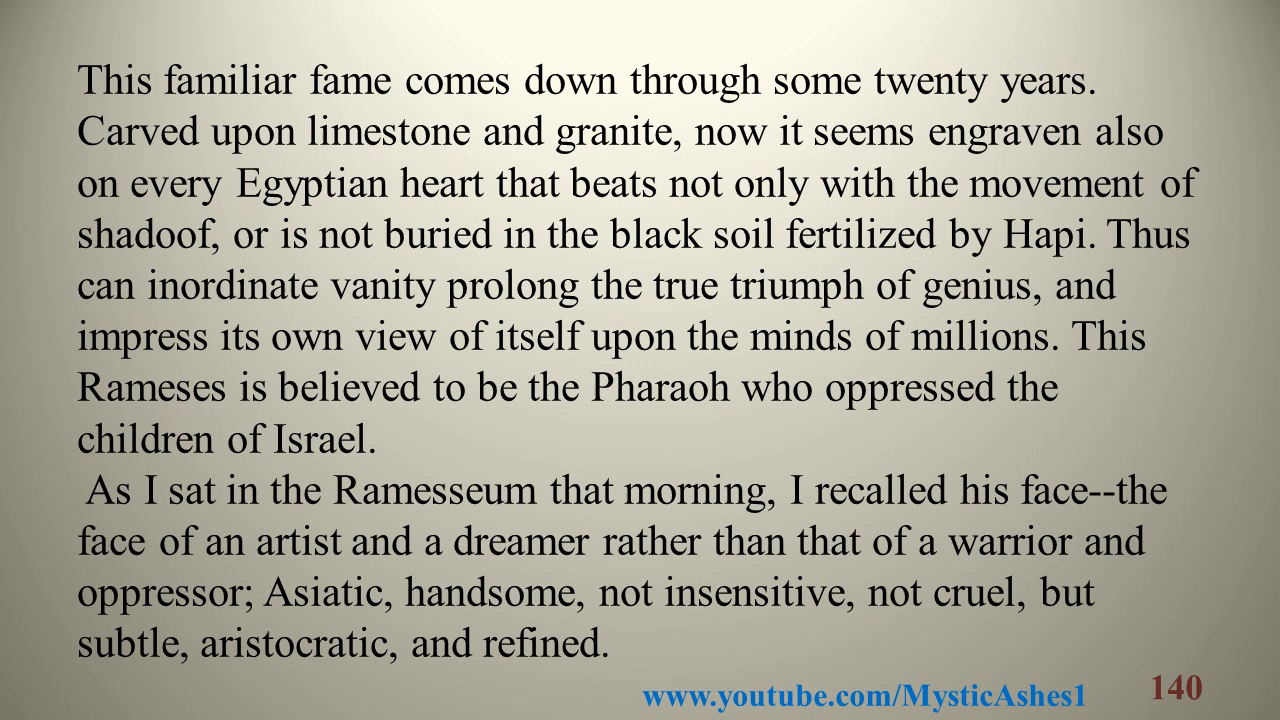 This familiar fame comes down through some twenty years.
Carved upon limestone and granite, now it seems engraven also
on every Egyptian heart that beats not only with the movement of
shadoof, or is not buried in the black soil fertilized by Hapi. Thus
can inordinate vanity prolong the true triumph of genius, and
impress its own view of itself upon the minds of millions. This
Rameses is believed to be the Pharaoh who oppressed the
children of Israel.
As I sat in the Ramesseum that morning, I recalled his face--the
face of an artist and a dreamer rather than that of a warrior and
oppressor; Asiatic, handsome, not insensitive, not cruel, but
subtle, aristocratic, and refined.
www.youtube.com/MysticAshes1 140